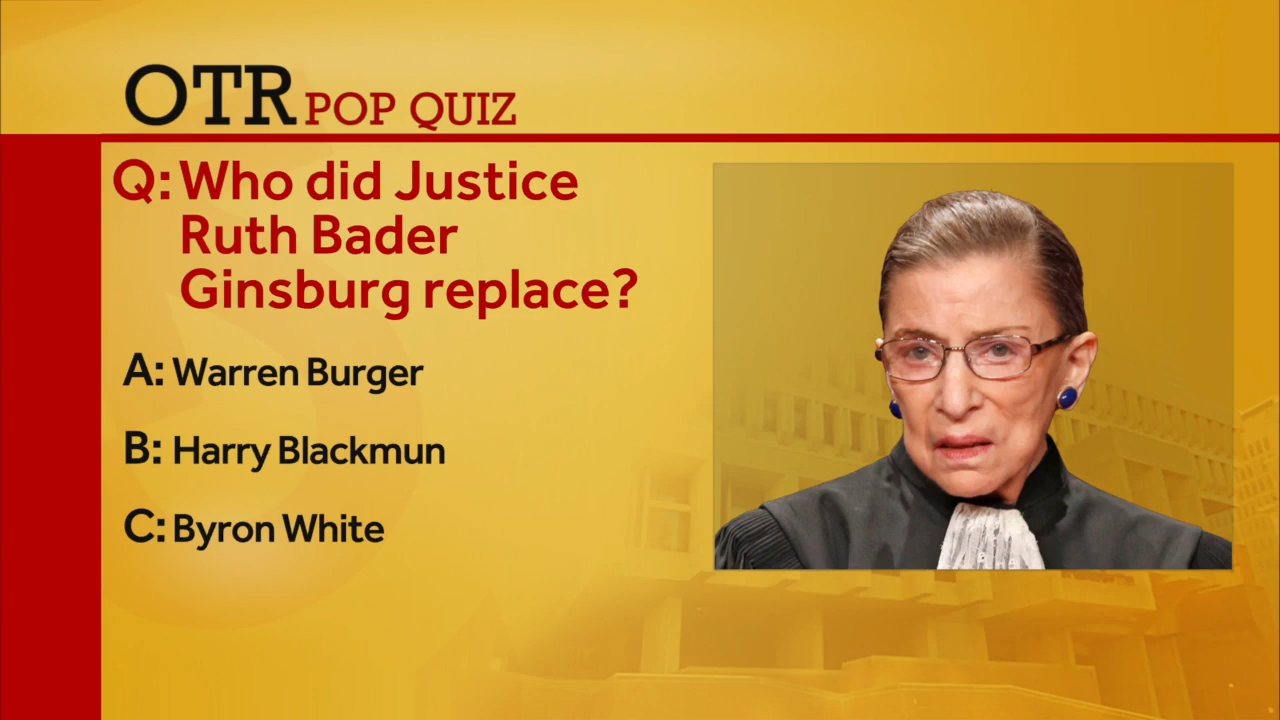 OTR POP QUIZ
Q: Who did Justice
Ruth Bader
Ginsburg replace?
A: Warren Burger
B: Harry Blackmun
C: Byron White